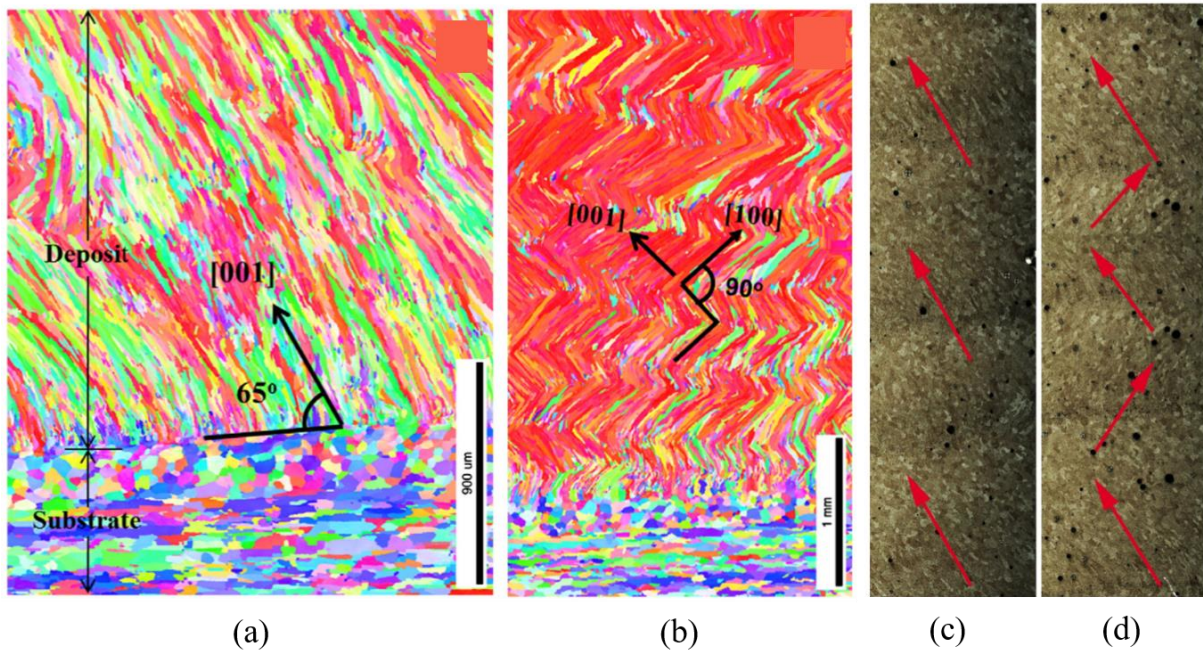 Deposit
[001]
65°
Substrate
900 um
[001]
[100]
90°
1 mm
(a)
(b)
(c)
(d)